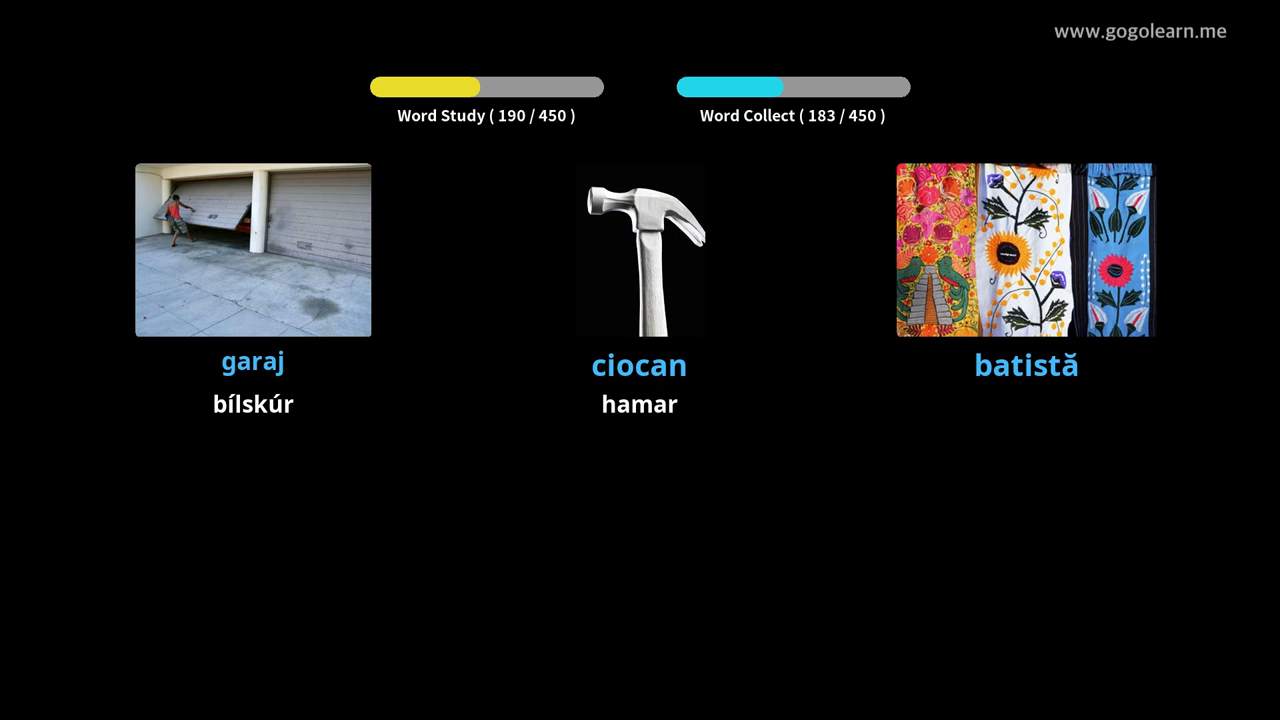 www.gogolearn.me
Word Study ( 190 / 450 )
Word Collect ( 183 / 450 )
garaj
ciocan
batistă
bílskúr
hamar